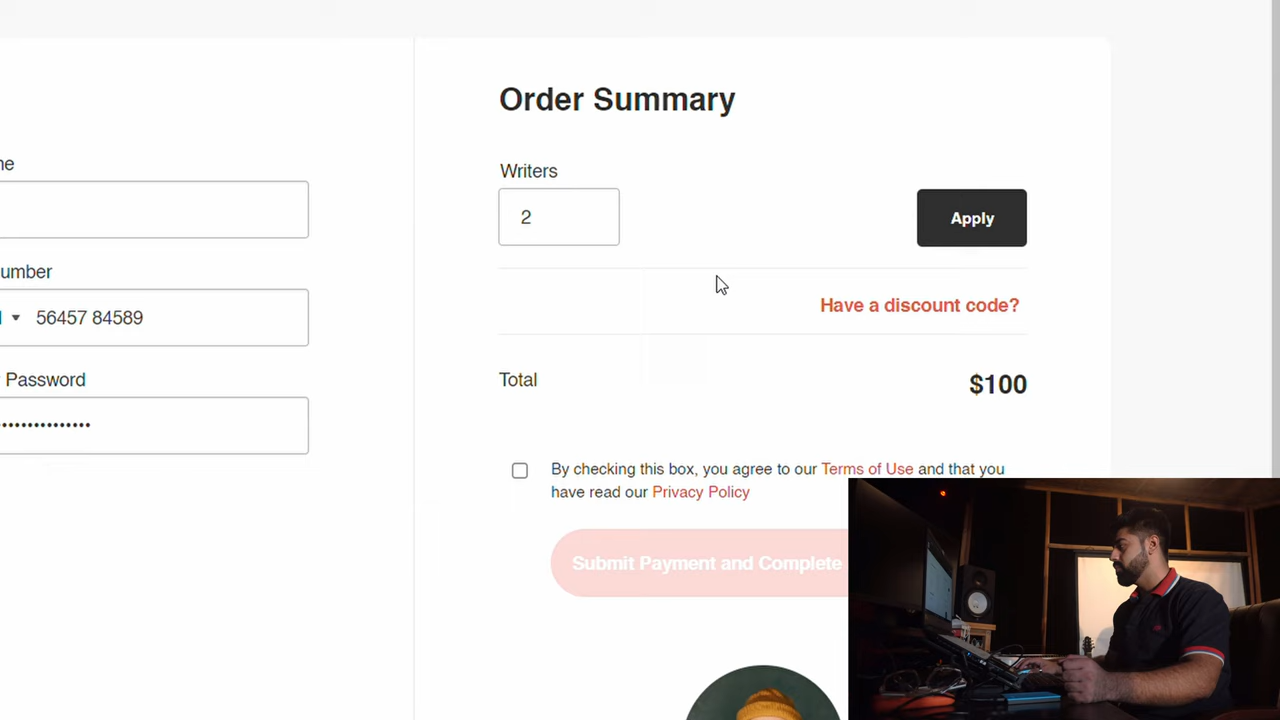 Order Summary
Writers
2
Apply
Have a discount code?
Total
$100
By checking this box, you agree to our Terms of Use and that you
have read our Privacy Policy
Submit Payment and Complete
me
umber
56457 84589
Password